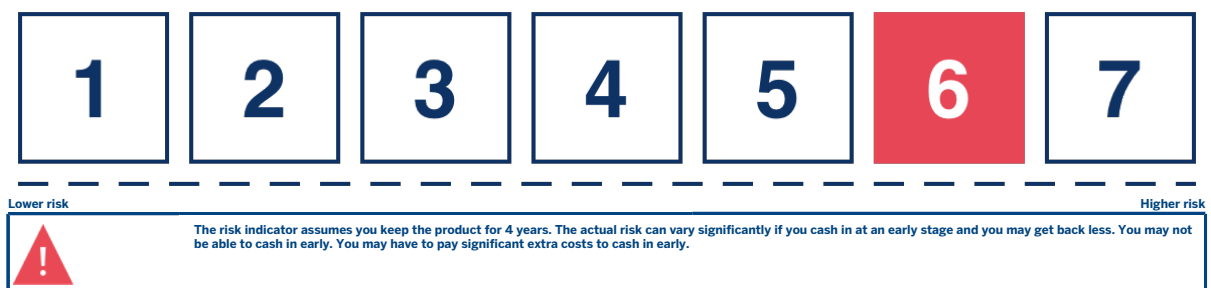 1 2 3 4 5 6 7
Lower risk Higher risk
!
The risk indicator assumes you keep the product for 4 years. The actual risk can vary significantly if you cash in at an early stage and you may get back less. You may not
be able to cash in early. You may have to pay significant extra costs to cash in early.